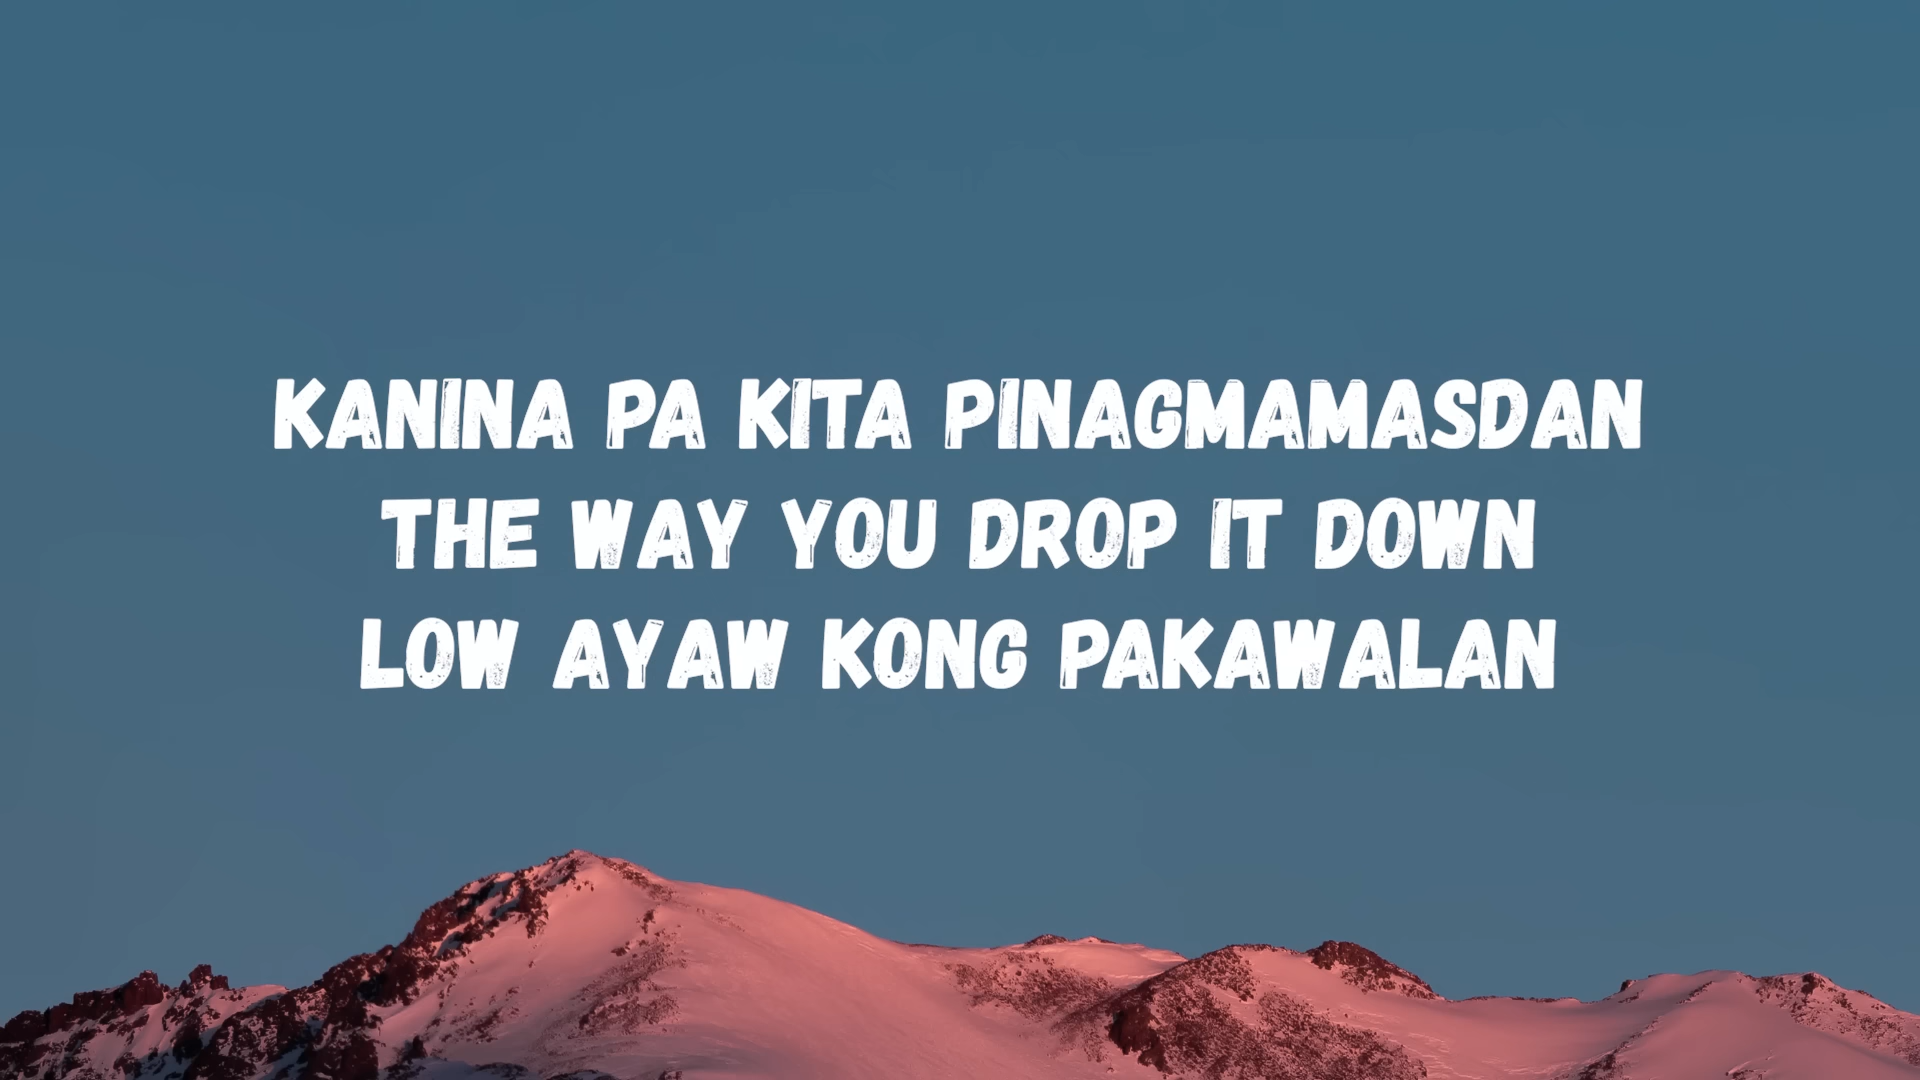 KANINA PA KITA PINAGMAMASDAN
THE WAY YOU DROP IT DOWN
LOW AYAW KONG PAKAWALAN